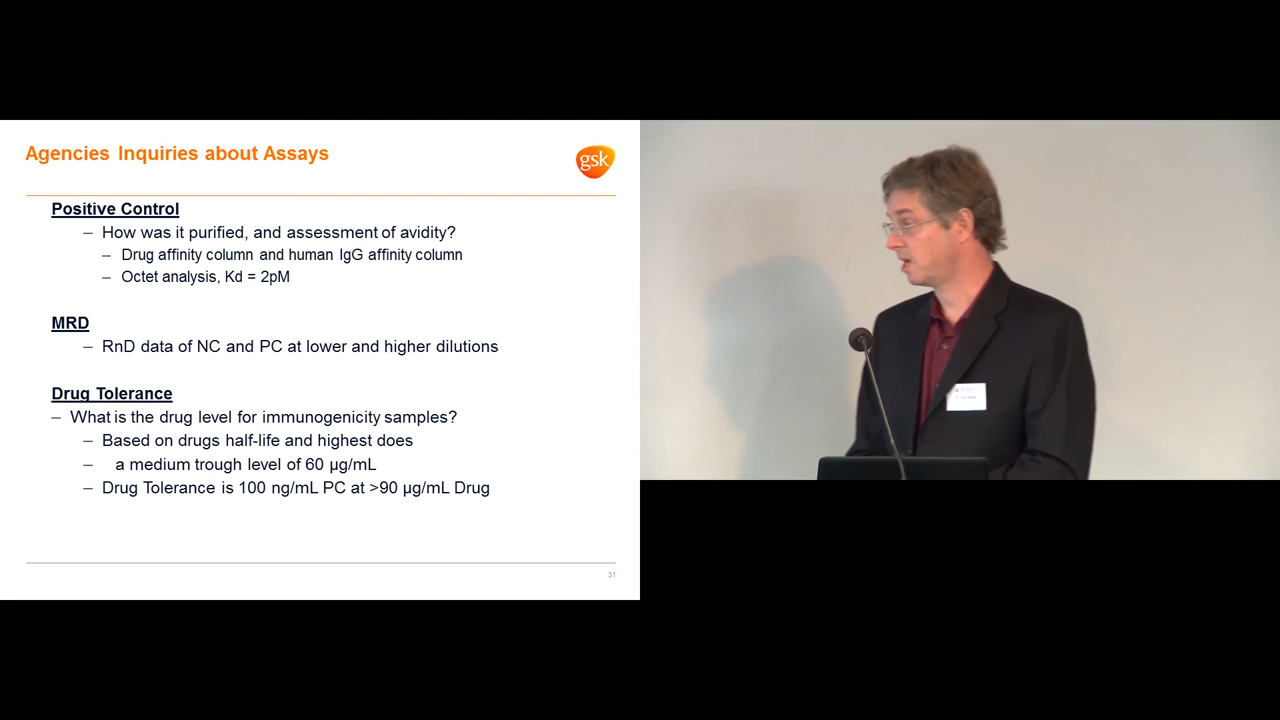 Agencies Inquiries about Assays
gsk
Positive Control
– How was it purified, and assessment of avidity?
– Drug affinity column and human IgG affinity column
– Octet analysis, Kd = 2pM
MRD
– RnD data of NC and PC at lower and higher dilutions
Drug Tolerance
– What is the drug level for immunogenicity samples?
– Based on drugs half-life and highest does
– a medium trough level of 60 µg/mL
– Drug Tolerance is 100 ng/mL PC at >90 µg/mL Drug
31